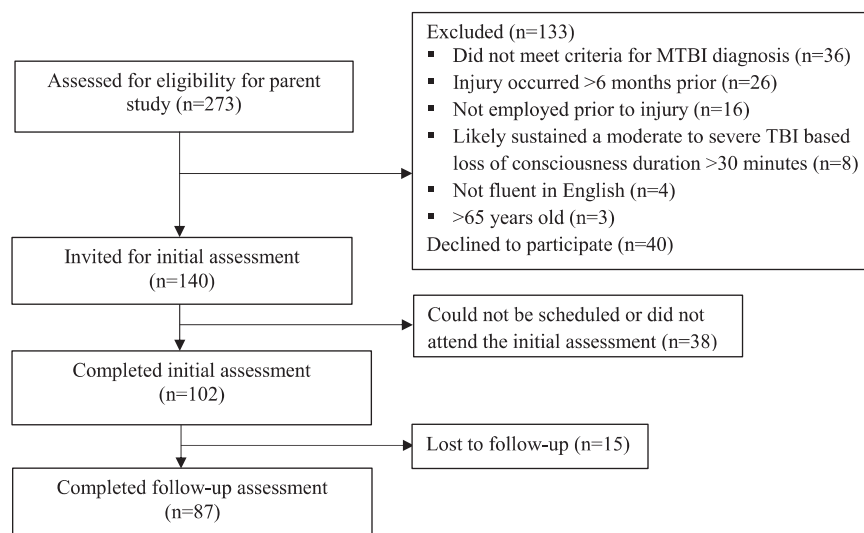 Assessed for eligibility for parent
study (n=273)
Excluded (n=133)
▪ Did not meet criteria for MTBI diagnosis (n=36)
▪ Injury occurred >6 months prior (n=26)
▪ Not employed prior to injury (n=16)
▪ Likely sustained a moderate to severe TBI based
loss of consciousness duration >30 minutes (n=8)
▪ Not fluent in English (n=4)
▪ >65 years old (n=3)
Declined to participate (n=40)
Invited for initial assessment
(n=140)
Could not be scheduled or did not
attend the initial assessment (n=38)
Completed initial assessment
(n=102)
Lost to follow-up (n=15)
Completed follow-up assessment
(n=87)